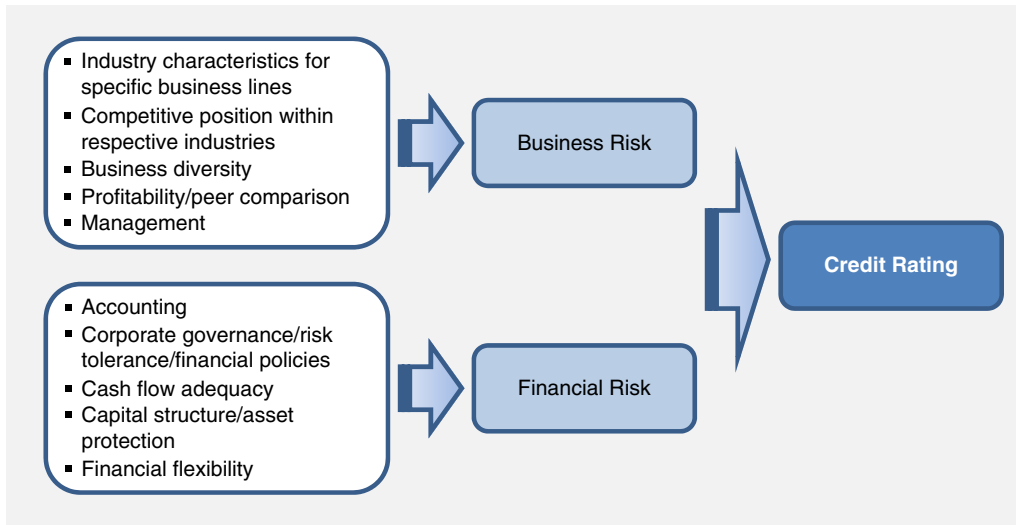 ▪ Industry characteristics for
specific business lines
▪ Competitive position within
respective industries
▪ Business diversity
▪ Profitability/peer comparison
▪ Management
Business Risk
▪ Accounting
▪ Corporate governance/risk
tolerance/financial policies
▪ Cash flow adequacy
▪ Capital structure/asset
protection
▪ Financial flexibility
Financial Risk
Credit Rating